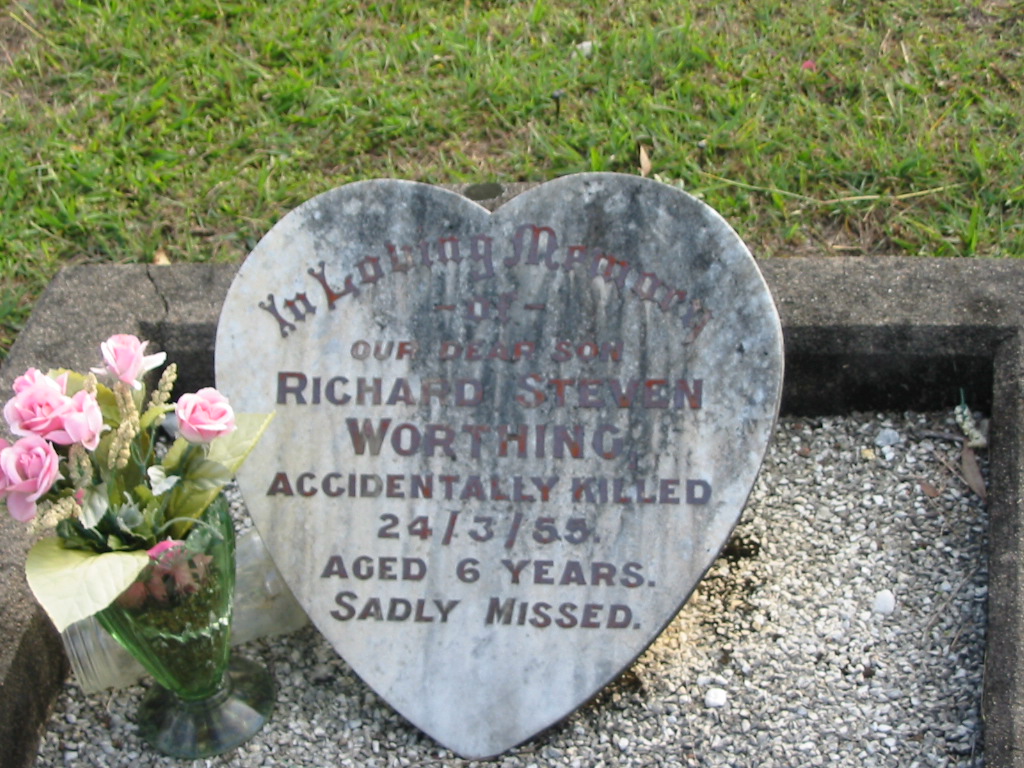 In Loving Memory
- of -
OUR DEAR SON
RICHARD STEVEN
WORTHING
ACCIDENTALLY KILLED
24/3/55.
AGED 6 YEARS.
SADLY MISSED.